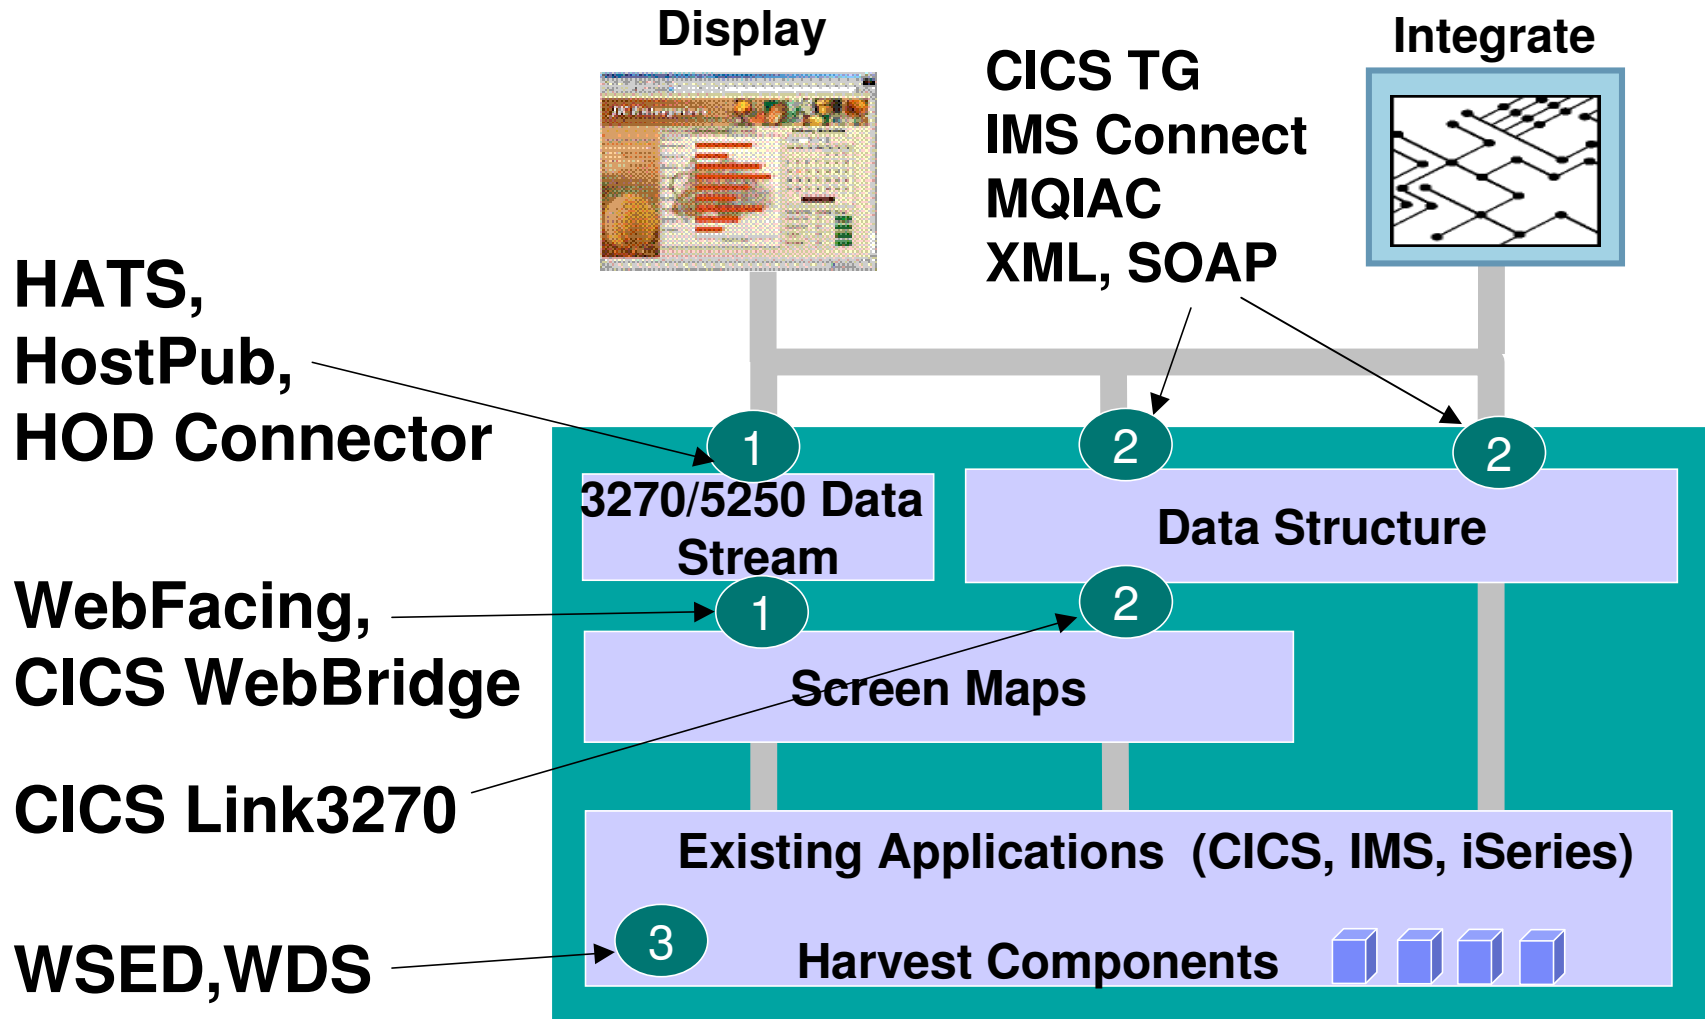 Display
Integrate
CICS TG
IMS Connect
MQIAC
XML, SOAP
JK Enterprises
HATS,
HostPub,
HOD Connector
1
2
2
3270/5250 Data
Stream
Data Structure
WebFacing,
CICS WebBridge
1
2
Screen Maps
CICS Link3270
Existing Applications (CICS, IMS, iSeries)
WSED,WDS
3
Harvest Components